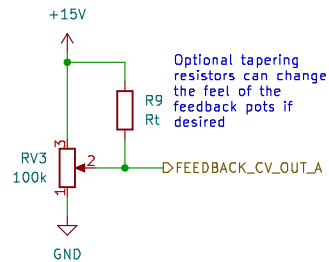 +15V
Optional tapering
resistors can change
the feel of the
feedback pots if
desired
R9
Rt
3
RV3
100k
2
1
FEEDBACK_CV_OUT_A
GND